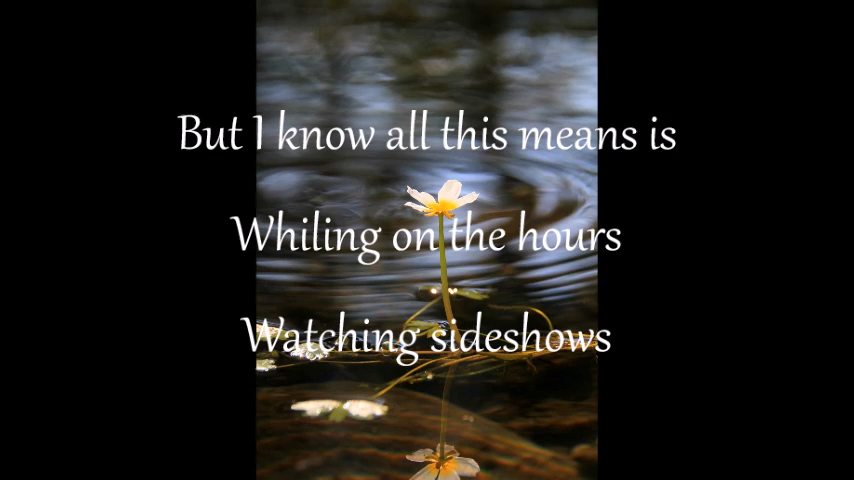 But I know all this means is
Whiling on the hours
Watching sideshows